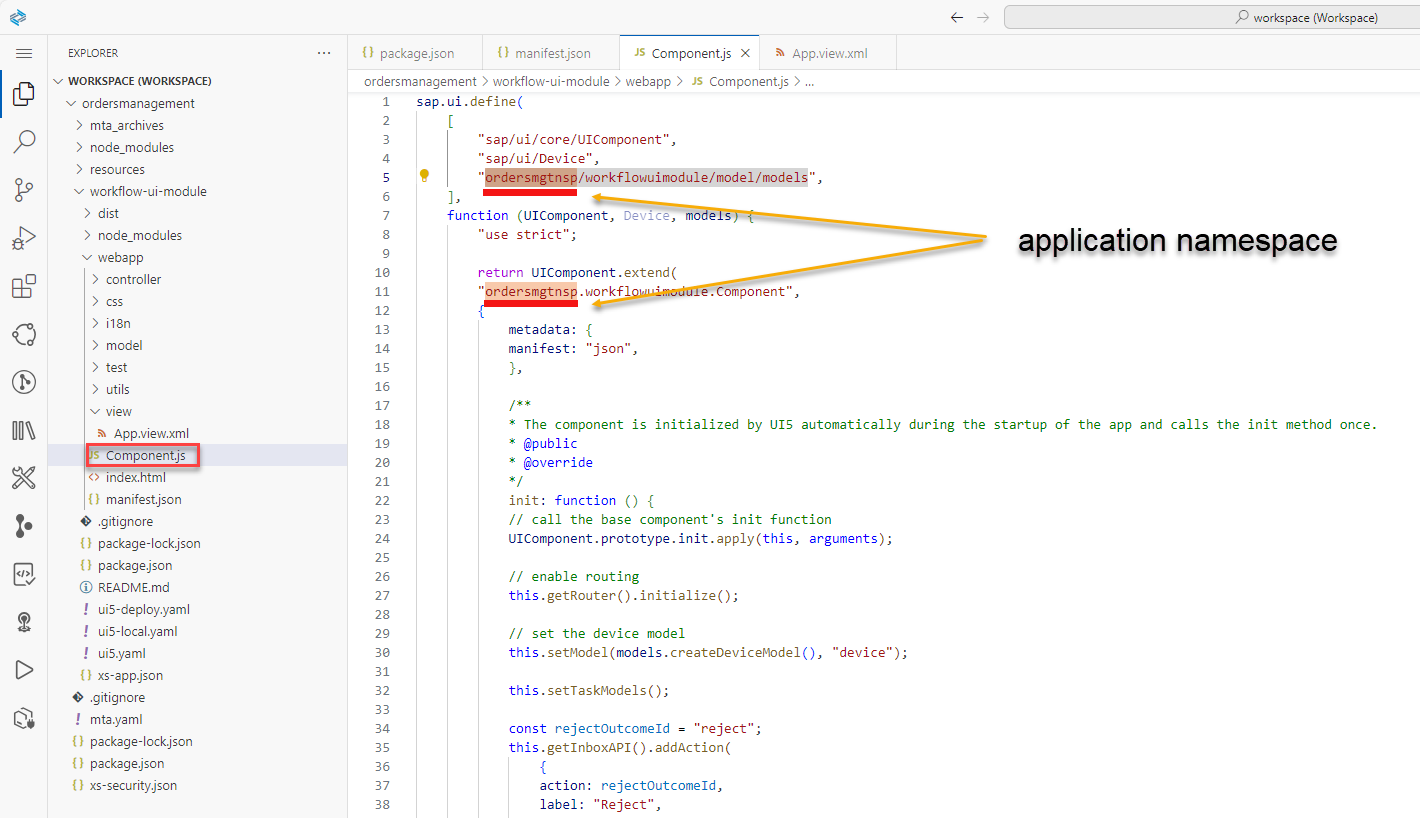 workspace (Workspace)
EXPLORER
WORKSPACE (WORKSPACE)
ordersmanagement
mta_archives
node_modules
resources
workflow-ui-module
dist
node_modules
webapp
controller
css
i18n
model
test
utils
view
App.view.xml
JS Component.js
index.html
{} manifest.json
.gitignore
{} package-lock.json
{} package.json
README.md
! ui5-deploy.yaml
! ui5-local.yaml
! ui5.yaml
{} xs-app.json
.gitignore
! mta.yaml
{} package-lock.json
{} package.json
{} xs-security.json
{} package.json
{} manifest.json
JS Component.js
App.view.xml
ordersmanagement > workflow-ui-module > webapp > JS Component.js > ...
1 sap.ui.define(
2 [
3 "sap/ui/core/UIComponent",
4 "sap/ui/Device",
5 "ordersmgtnsp/workflowuimodule/model/models",
6 ],
7 function (UIComponent, Device, models) {
8 "use strict";
9
10 return UIComponent.extend(
11 "ordersmgtnsp.workflowuimodule.Component",
12 {
13 metadata: {
14 manifest: "json",
15 },
16
17 /**
18 * The component is initialized by UI5 automatically during the startup of the app and calls the init method once.
19 * @public
20 * @override
21 */
22 init: function () {
23 // call the base component's init function
24 UIComponent.prototype.init.apply(this, arguments);
25
26 // enable routing
27 this.getRouter().initialize();
28
29 // set the device model
30 this.setModel(models.createDeviceModel(), "device");
31
32 this.setTaskModels();
33
34 const rejectOutcomeId = "reject";
35 this.getInboxAPI().addAction(
36 {
37 action: rejectOutcomeId,
38 label: "Reject",
application namespace